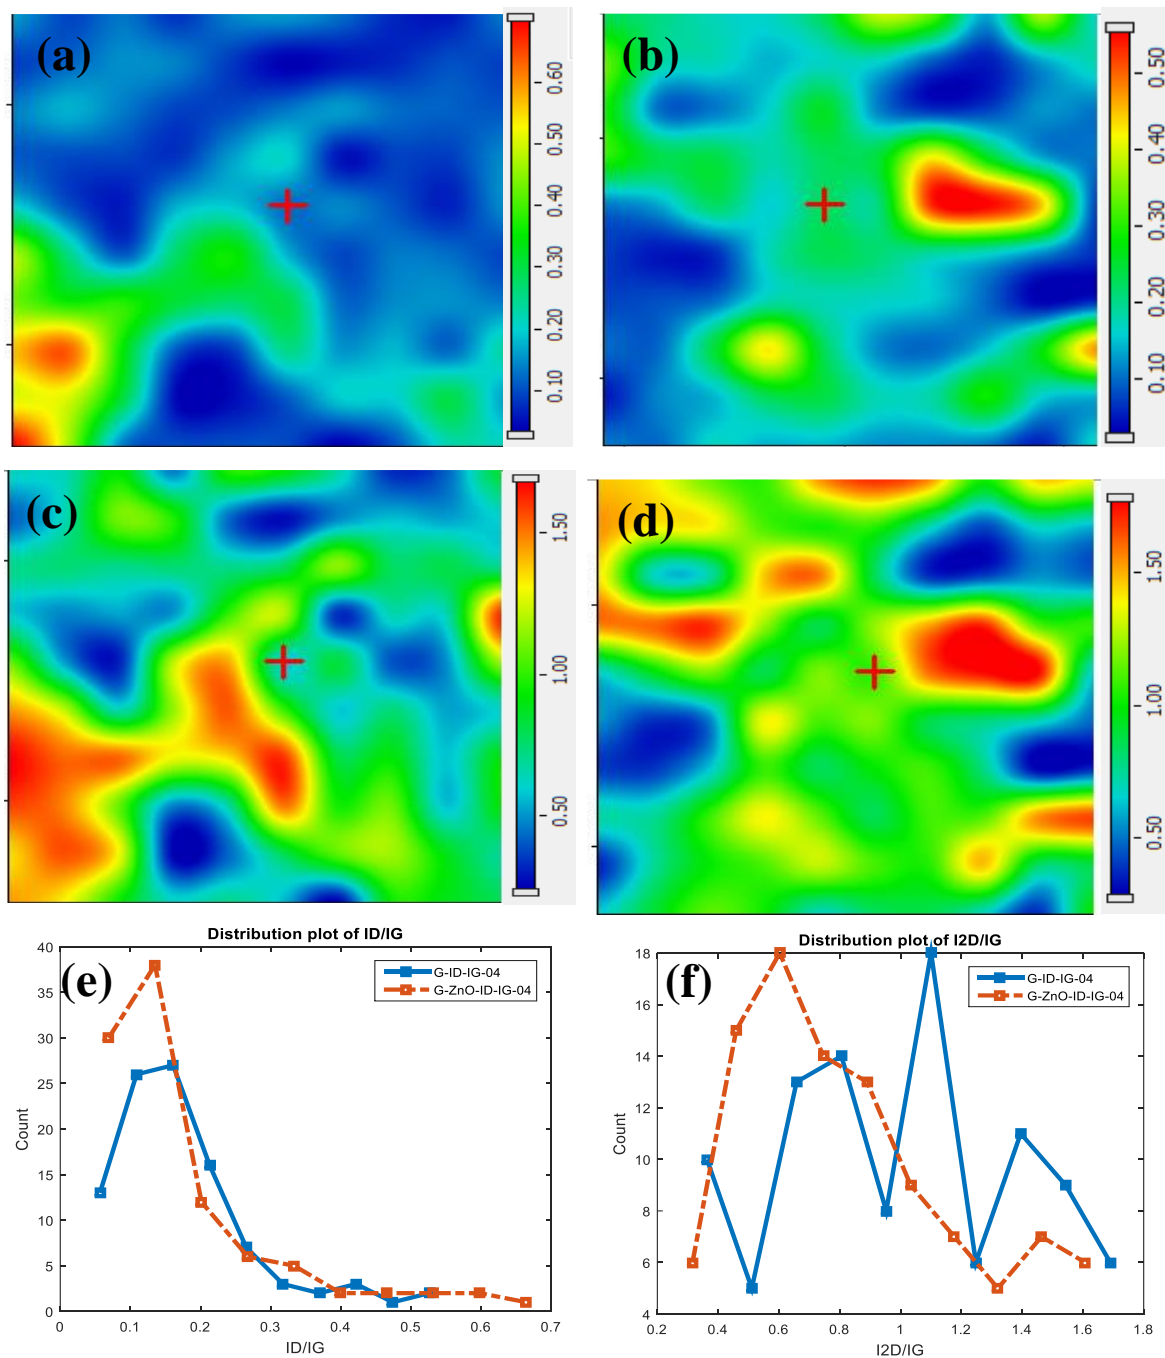 (a)
0.60
0.50
0.40
0.30
0.20
0.10
(b)
0.50
0.40
0.30
0.20
0.10
(c)
1.50
1.00
0.50
(d)
1.50
1.00
0.50
Distribution plot of ID/IG
(e)
G-ID-IG-04
G-ZnO-ID-IG-04
40
35
30
25
20
15
10
5
0
Count
0 0.1 0.2 0.3 0.4 0.5 0.6 0.7
ID/IG
Distribution plot of I2D/IG
(f)
G-ID-IG-04
G-ZnO-ID-IG-04
18
16
14
12
10
8
6
4
Count
0.2 0.4 0.6 0.8 1 1.2 1.4 1.6 1.8
I2D/IG